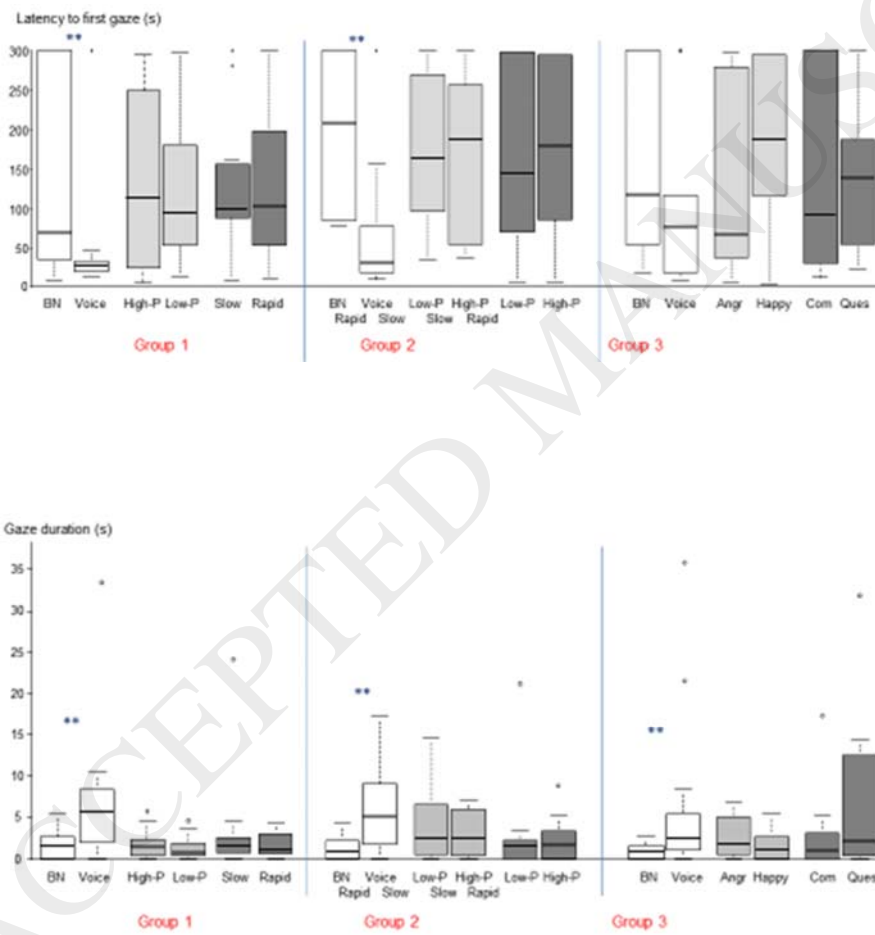 Latency to first gaze (s)
** **
300
250
200
150
100
50
0
BN Voice High-P Low-P Slow Rapid BN Voice Low-P High-P Low-P High-P BN Voice Angr Happy Com Ques
Rapid Slow Slow Rapid
Group 1 Group 2 Group 3
Gaze duration (s)
35
30
25
20
15
10
5
0
** ** **
BN Voice High-P Low-P Slow Rapid BN Voice Low-P High-P Low-P High-P BN Voice Angr Happy Com Ques
Rapid Slow Slow Rapid
Group 1 Group 2 Group 3
ACCEPTED MANUSC